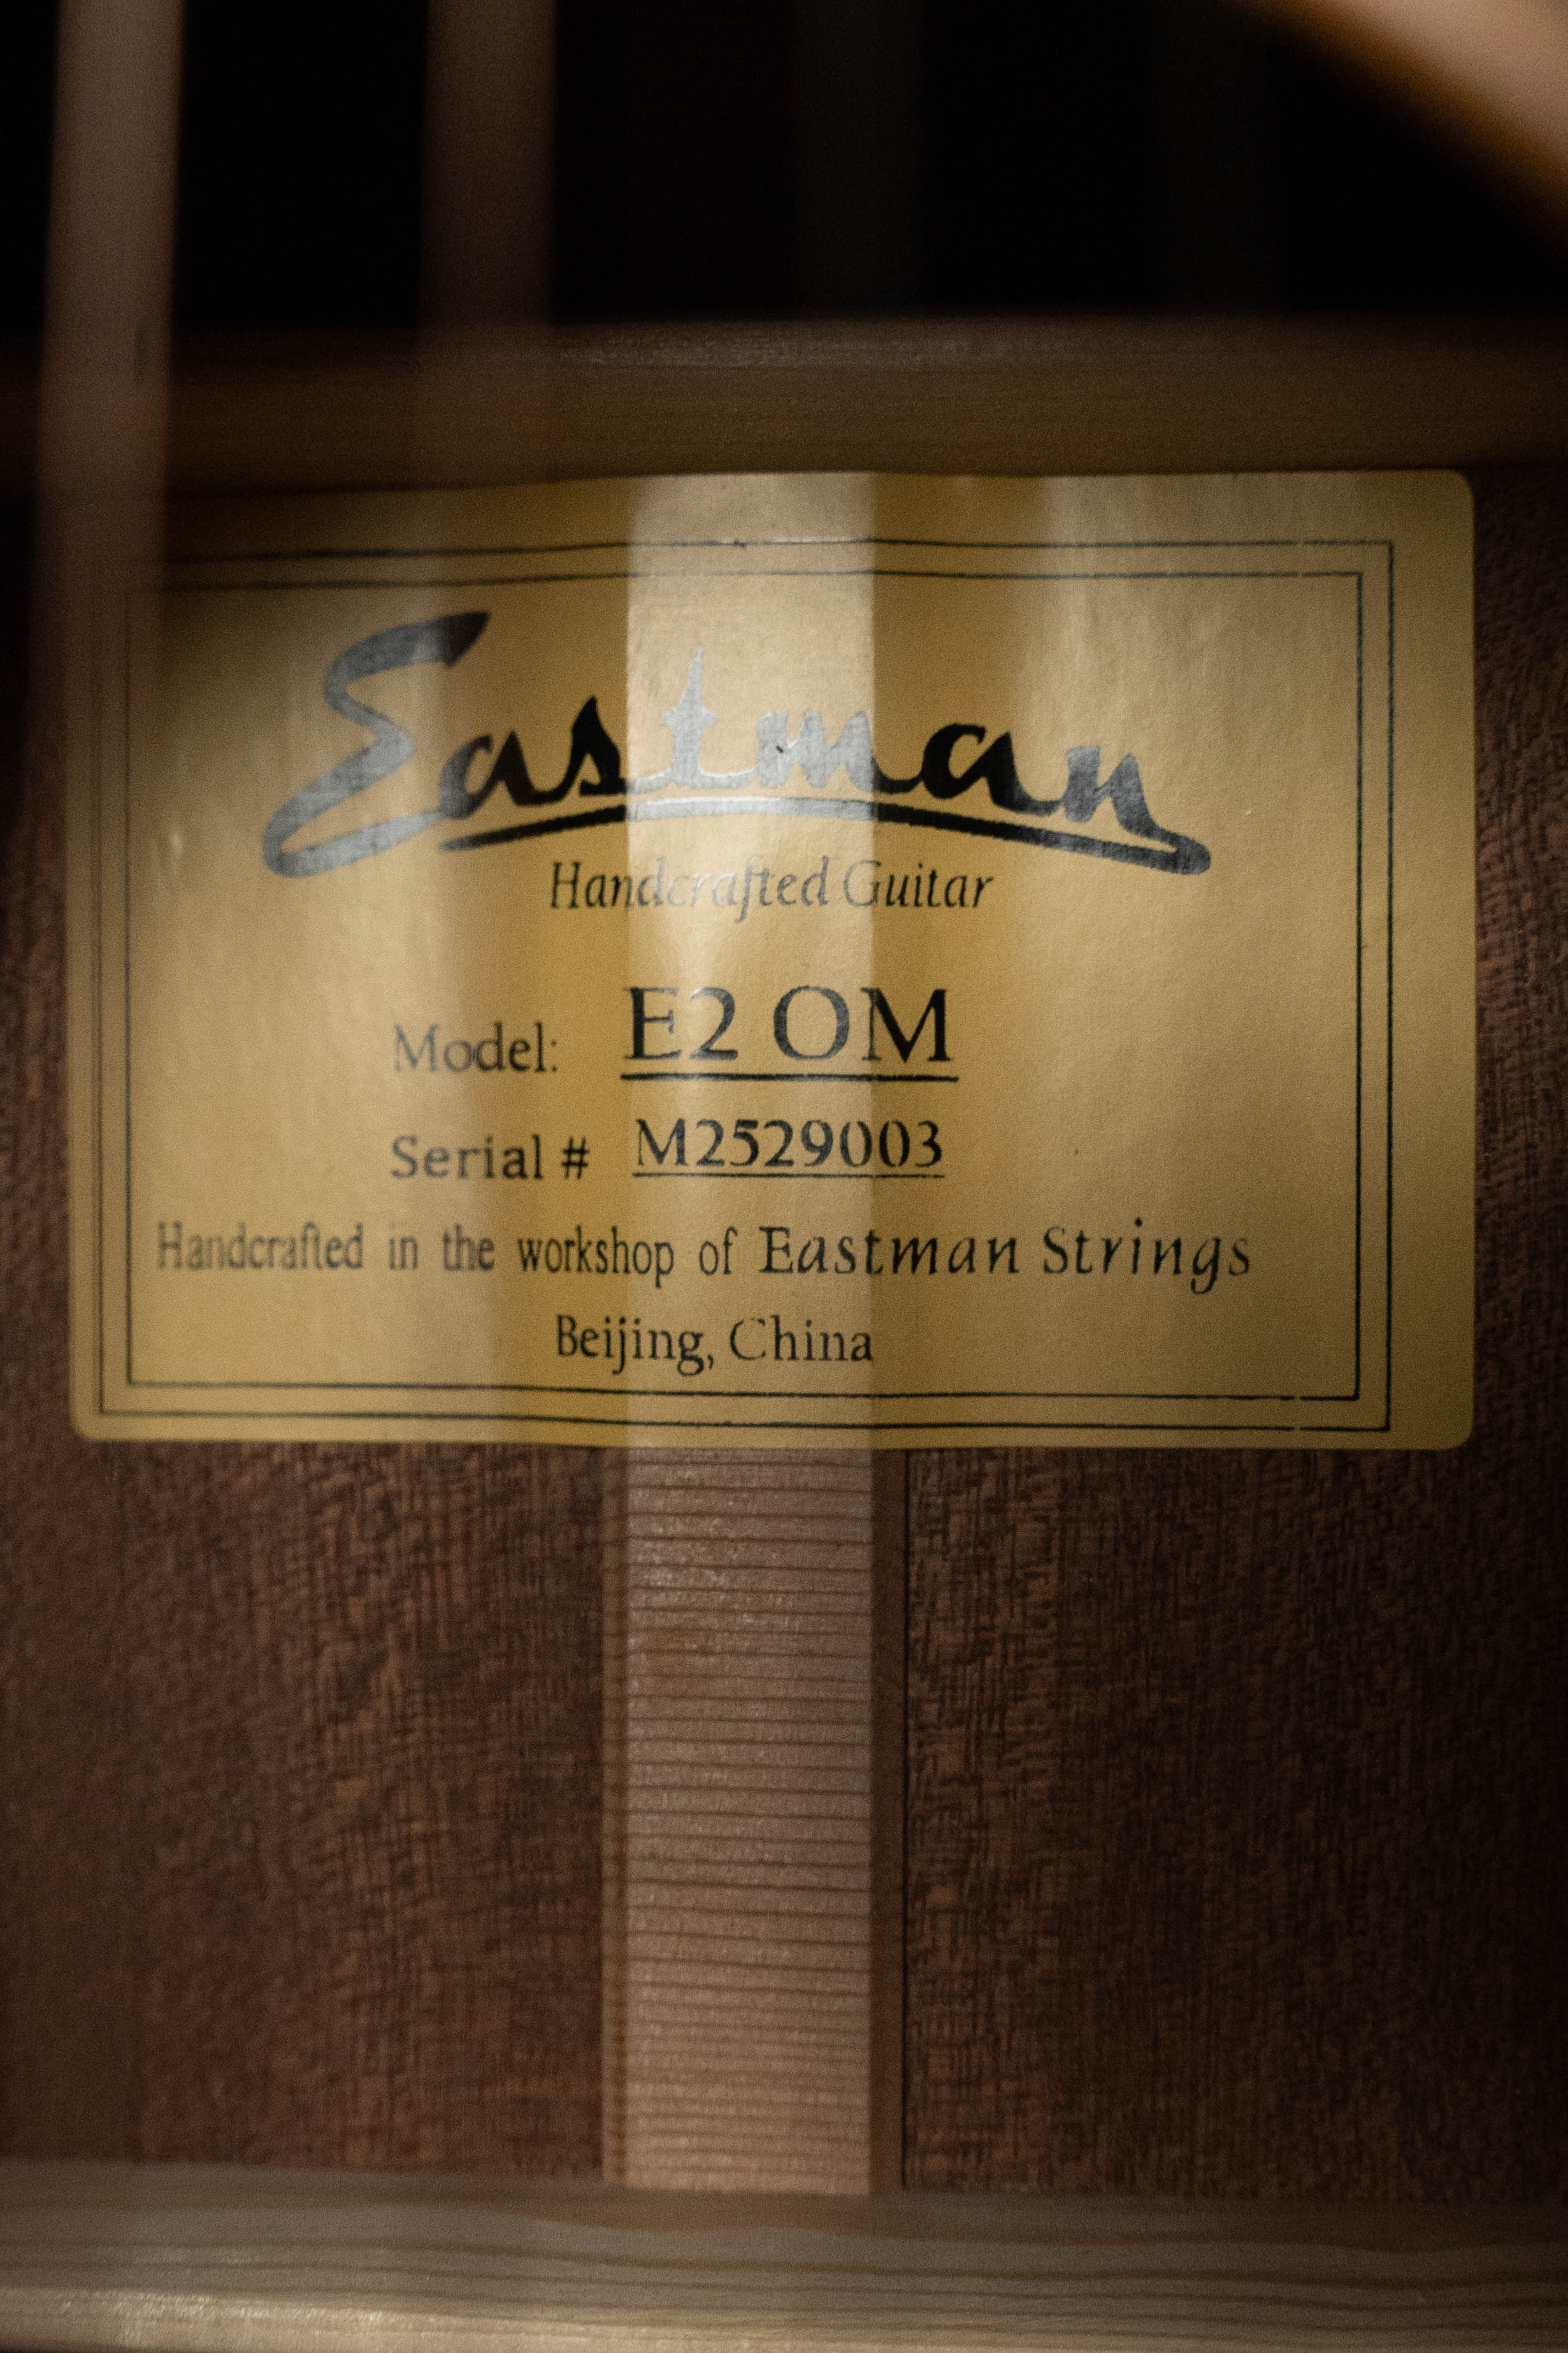 Eastman
Handcrafted Guitar
Model: E2 OM
Serial # M2529003
Handcrafted in the workshop of Eastman Strings
Beijing, China